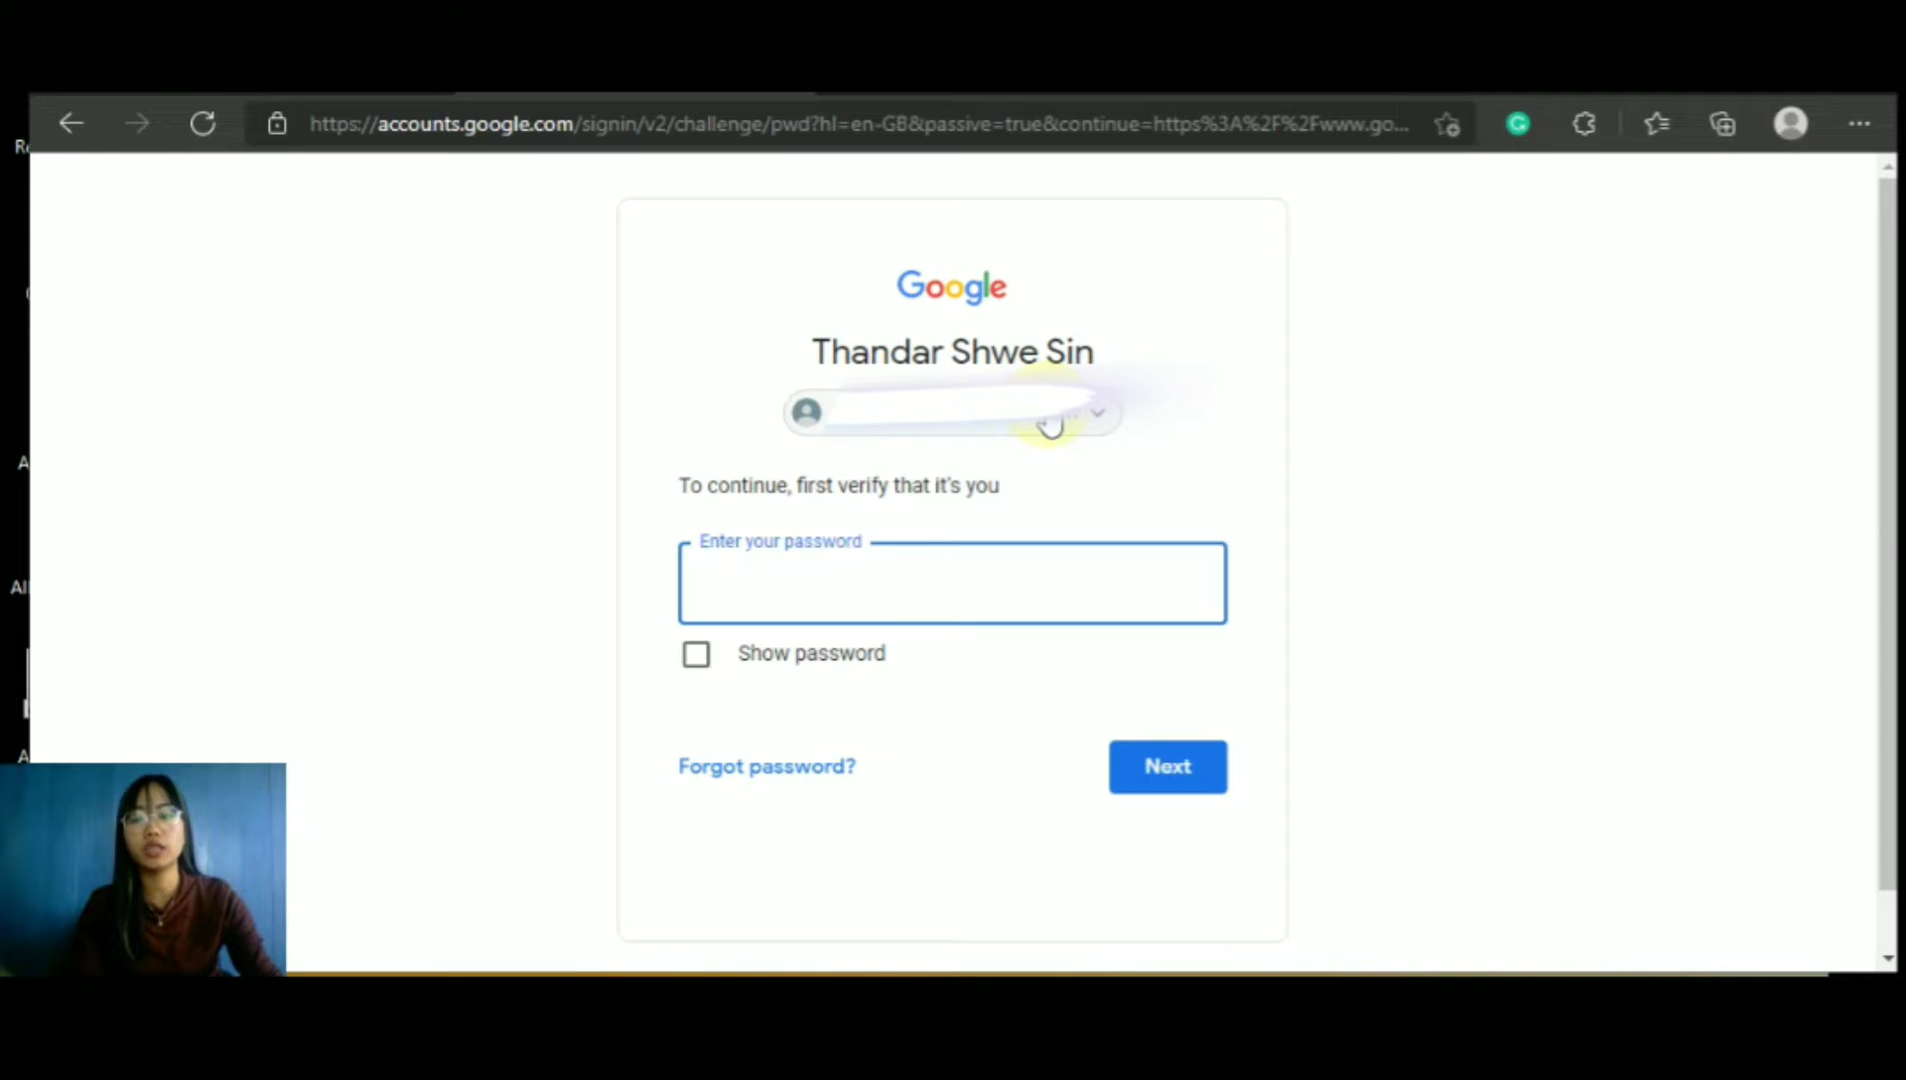 https://accounts.google.com/signin/v2/challenge/pwd?hl=en-GB&passive=true&continue=https%3A%2F%2Fwww.go...
Google
Thandar Shwe Sin
To continue, first verify that it's you
Enter your password
Show password
Forgot password?
Next